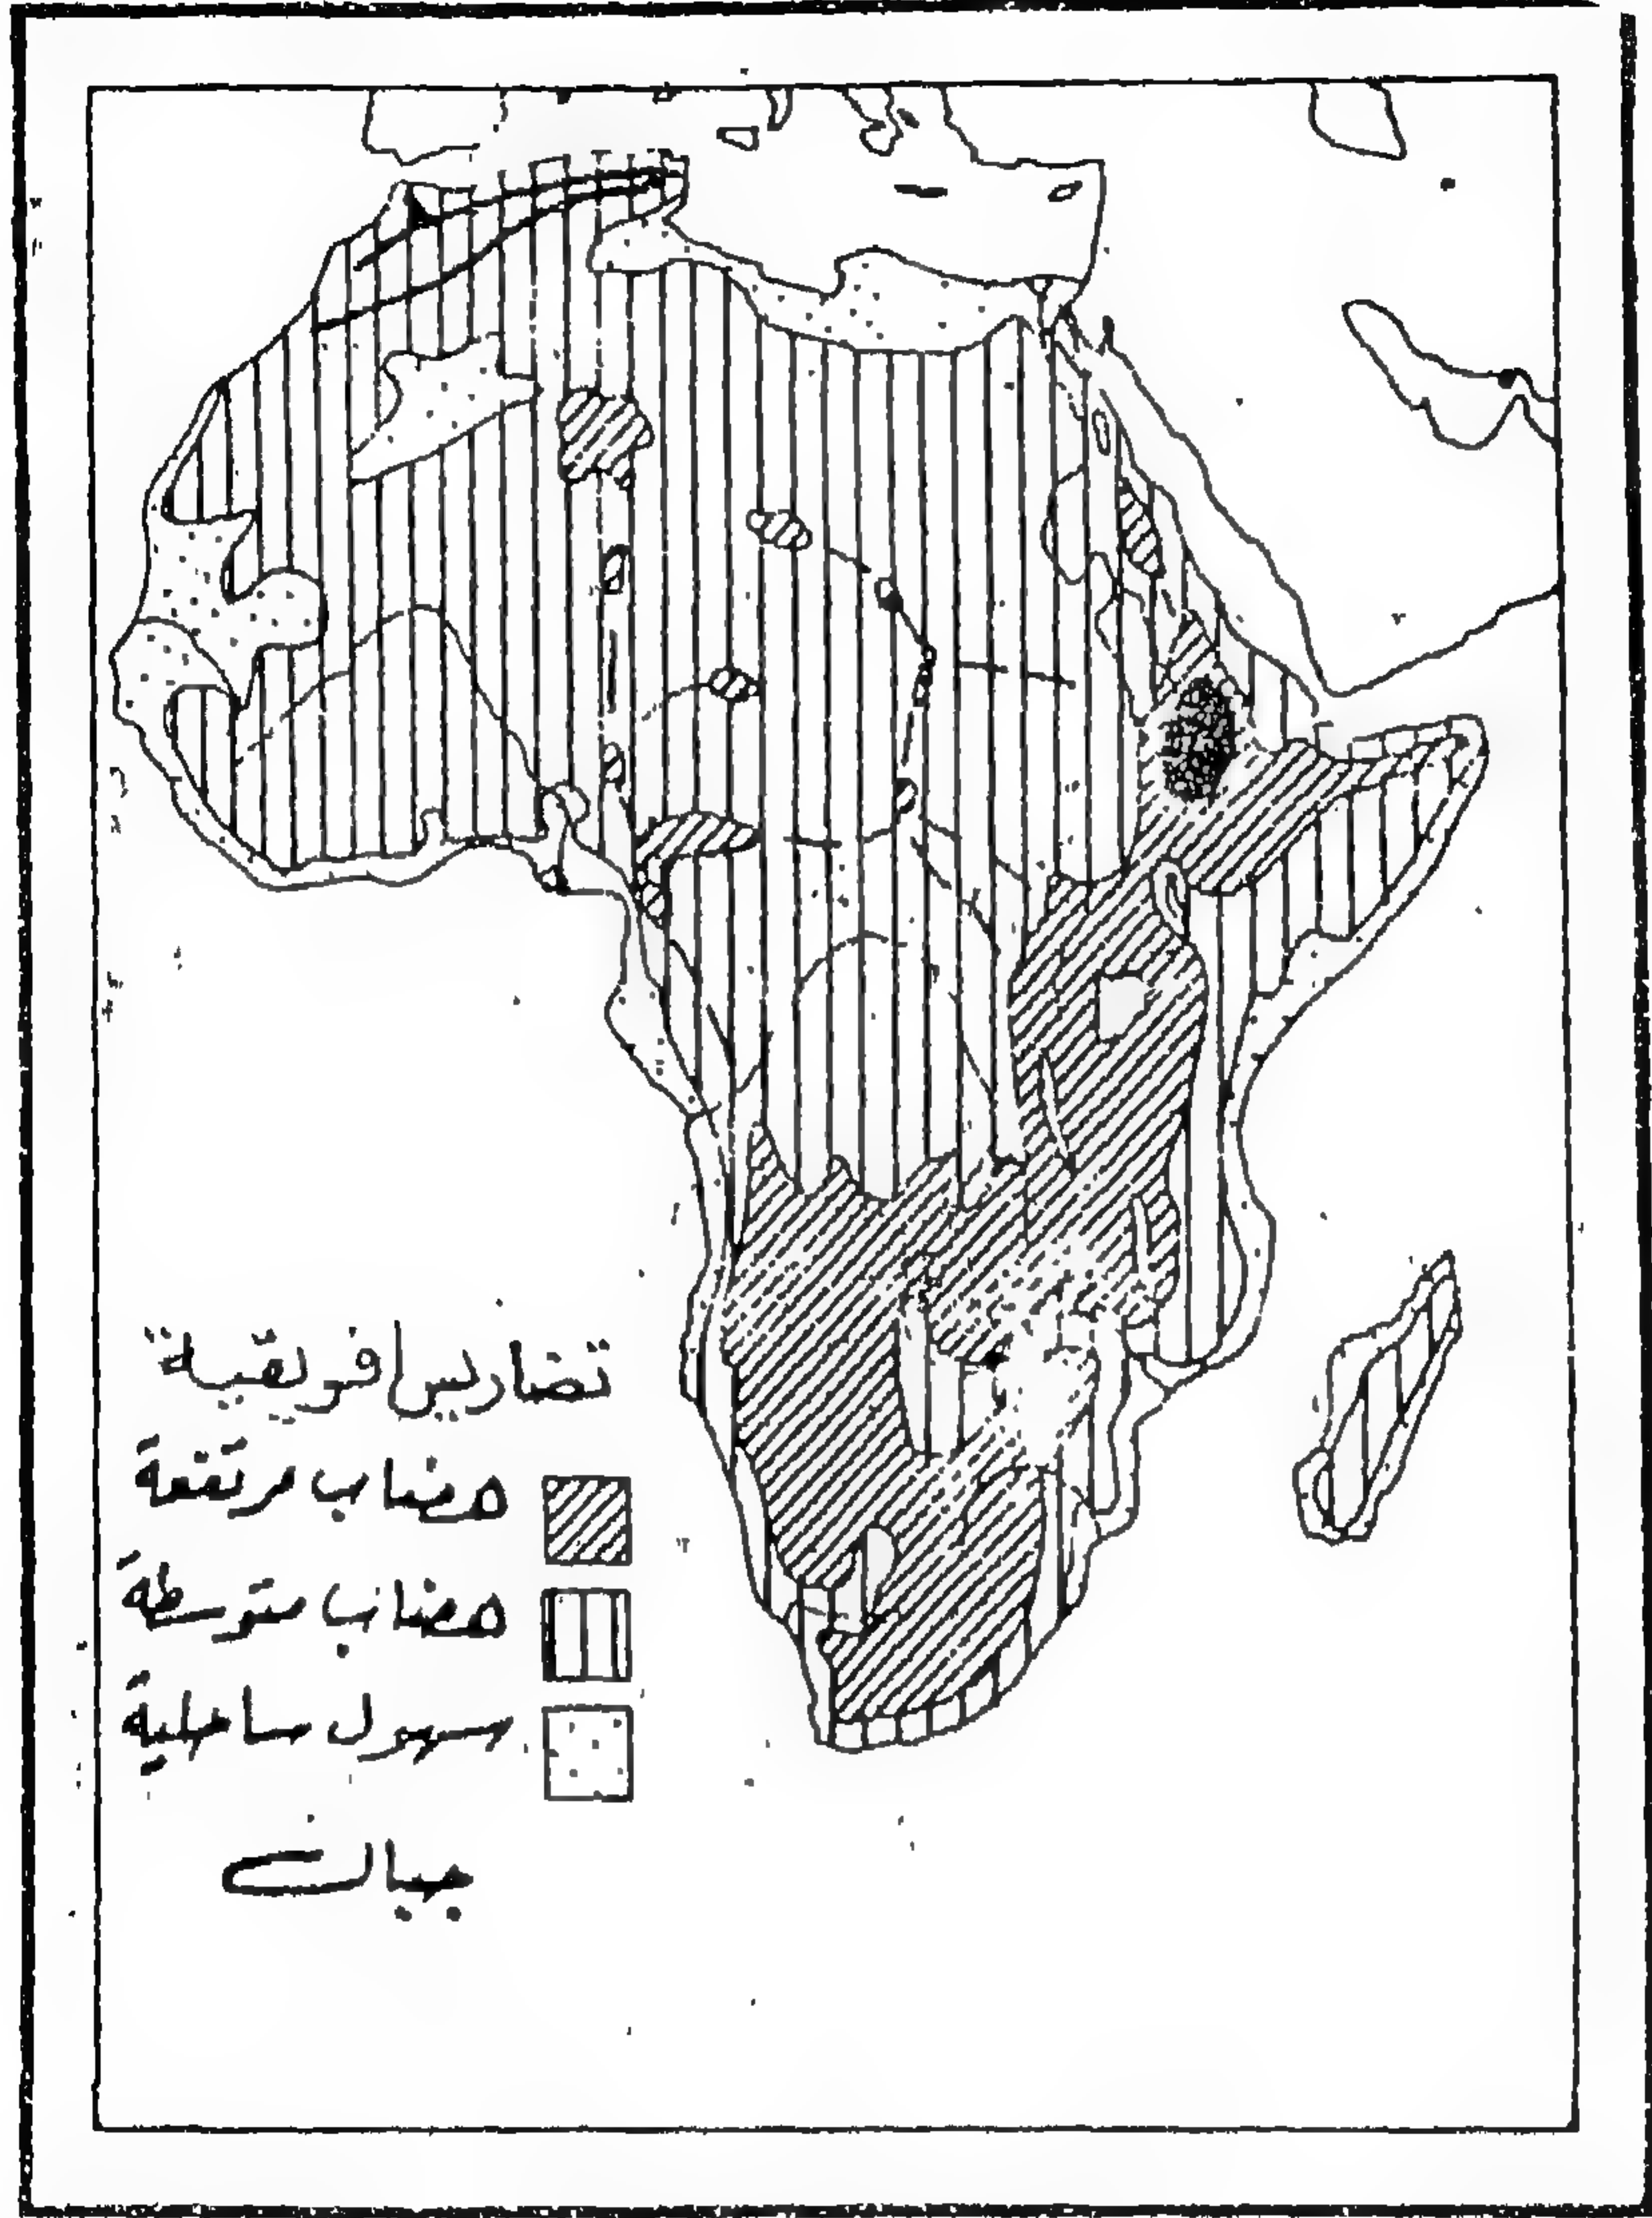 تضاريس افريقية
هضاب مرتفعة
هضاب متوسطة
سهول ساحلية
جبال